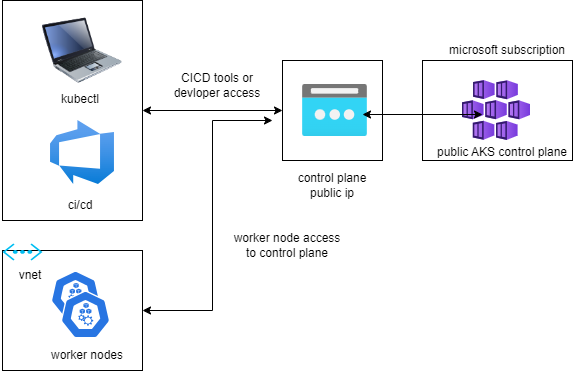 microsoft subscription
kubectl
CICD tools or
devloper access
public AKS control plane
control plane
public ip
ci/cd
worker node access
to control plane
vnet
worker nodes